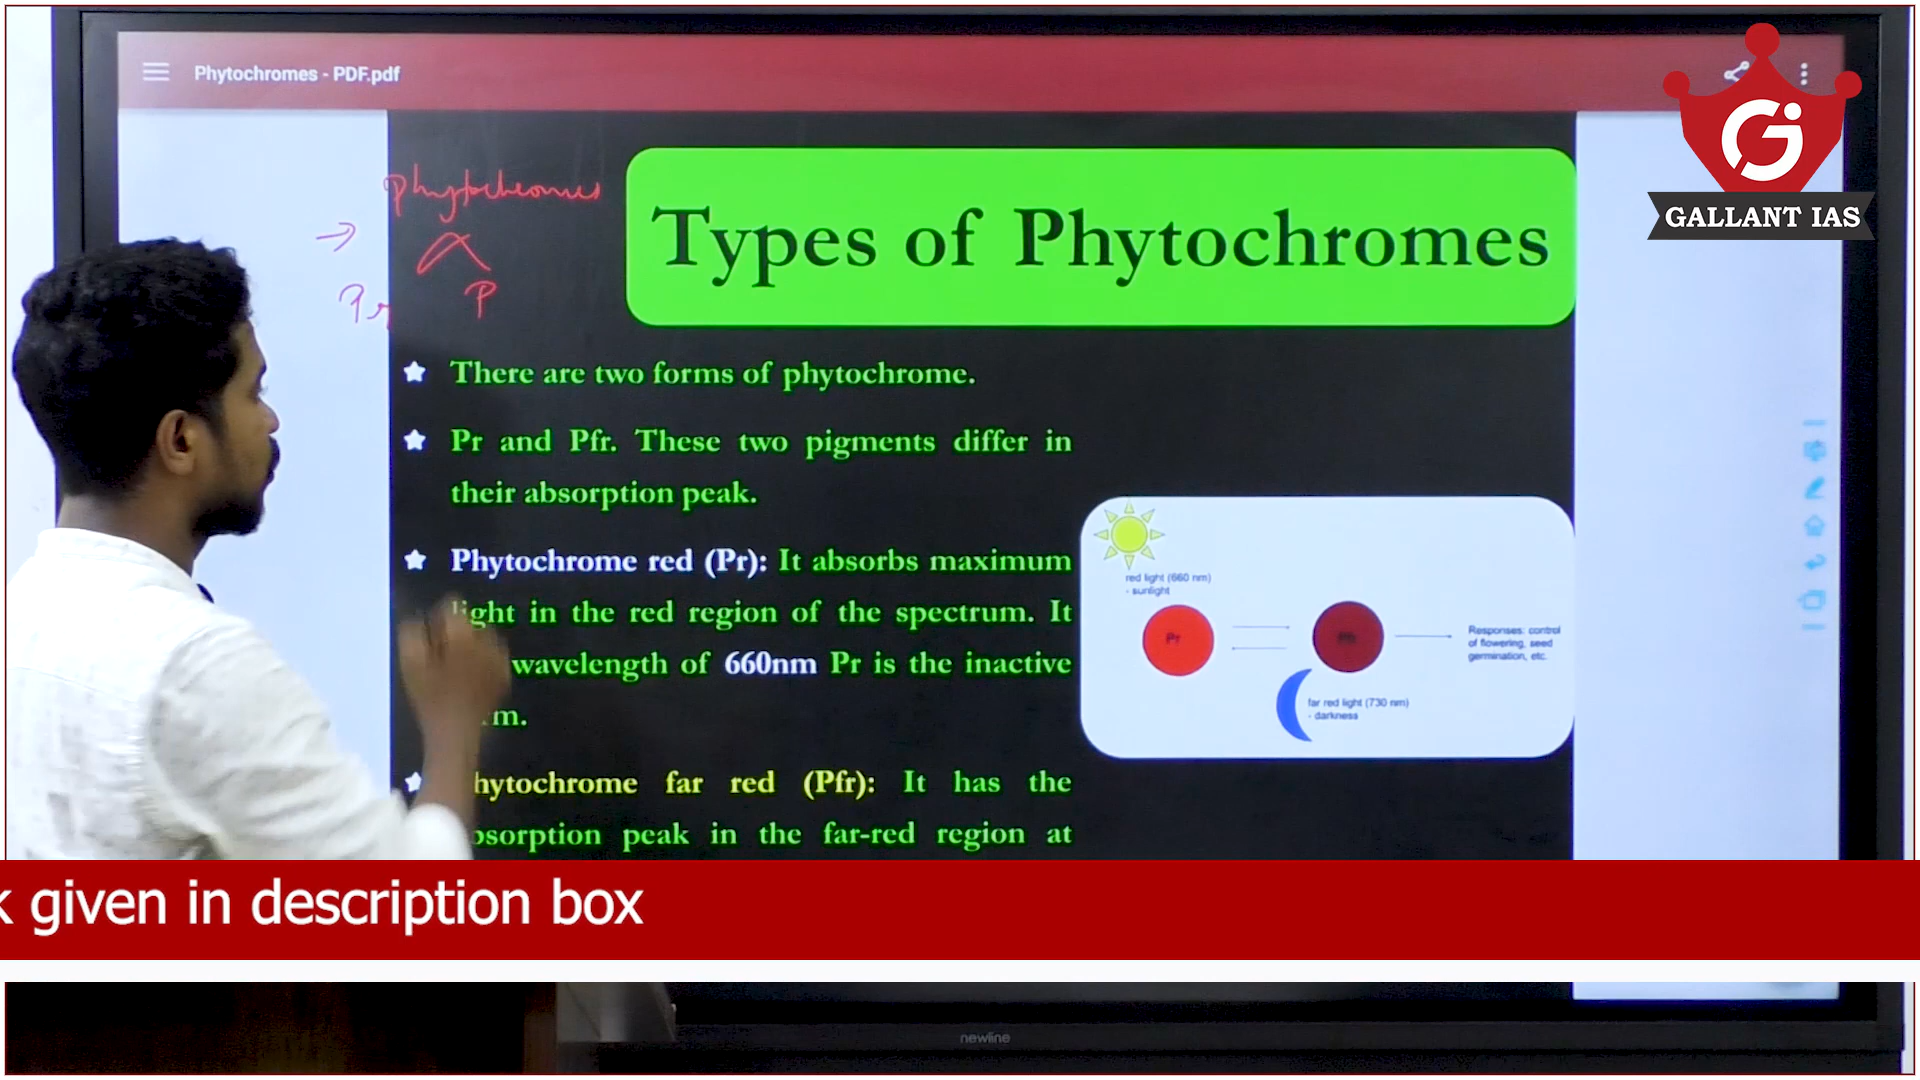 Phytochromes - PDF.pdf
GALLANT IAS
phytochromes
Pr P
Types of Phytochromes
There are two forms of phytochrome.
Pr and Pfr. These two pigments differ in
their absorption peak.
Phytochrome red (Pr): It absorbs maximum
light in the red region of the spectrum. It
wavelength of 660nm Pr is the inactive
rm.
hytochrome far red (Pfr): It has the
bsorption peak in the far-red region at
red light (660 nm)
- sunlight
Pr
Responses: control
of flowering, seed
germination, etc.
far red light (730 nm)
- darkness
k given in description box
newline